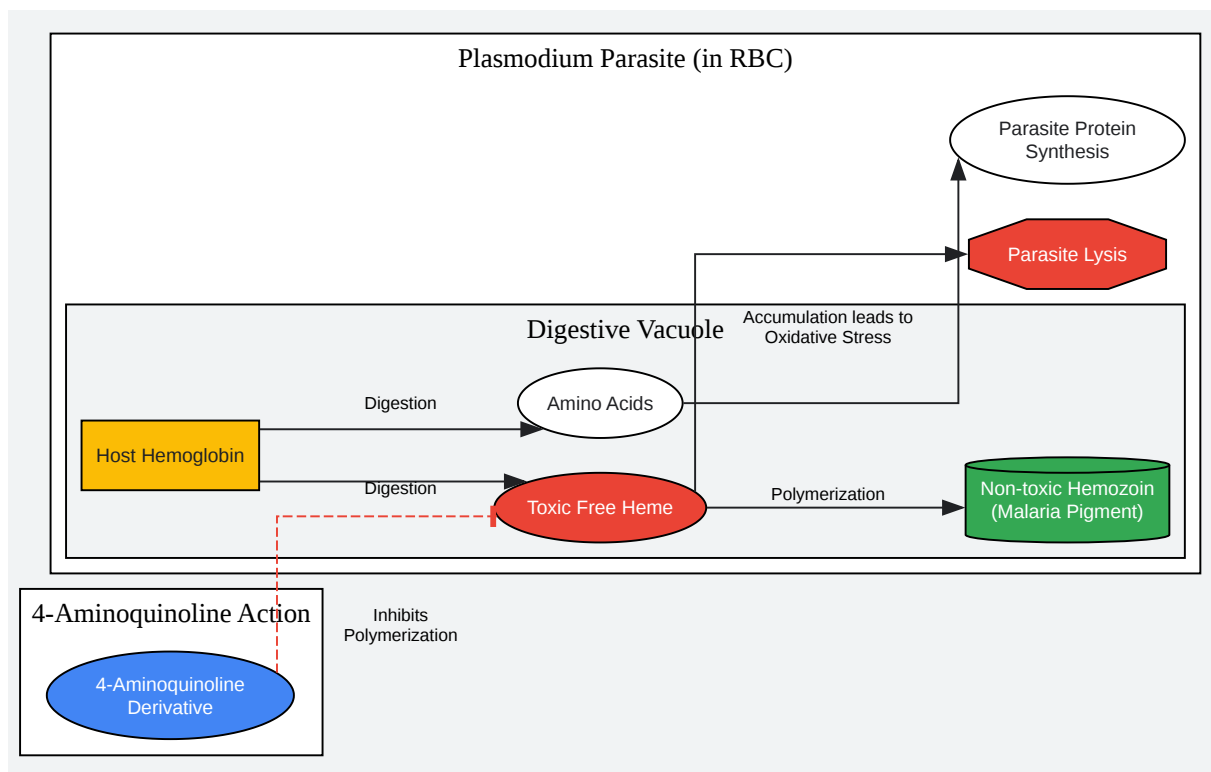 Plasmodium Parasite (in RBC)
Parasite Protein
Synthesis
Parasite Lysis
Digestive Vacuole
Accumulation leads to
Oxidative Stress
Digestion
Amino Acids
Host Hemoglobin
Digestion
Toxic Free Heme
Polymerization
Non-toxic Hemozoin
(Malaria Pigment)
4-Aminoquinoline Action
Inhibits
Polymerization
4-Aminoquinoline
Derivative